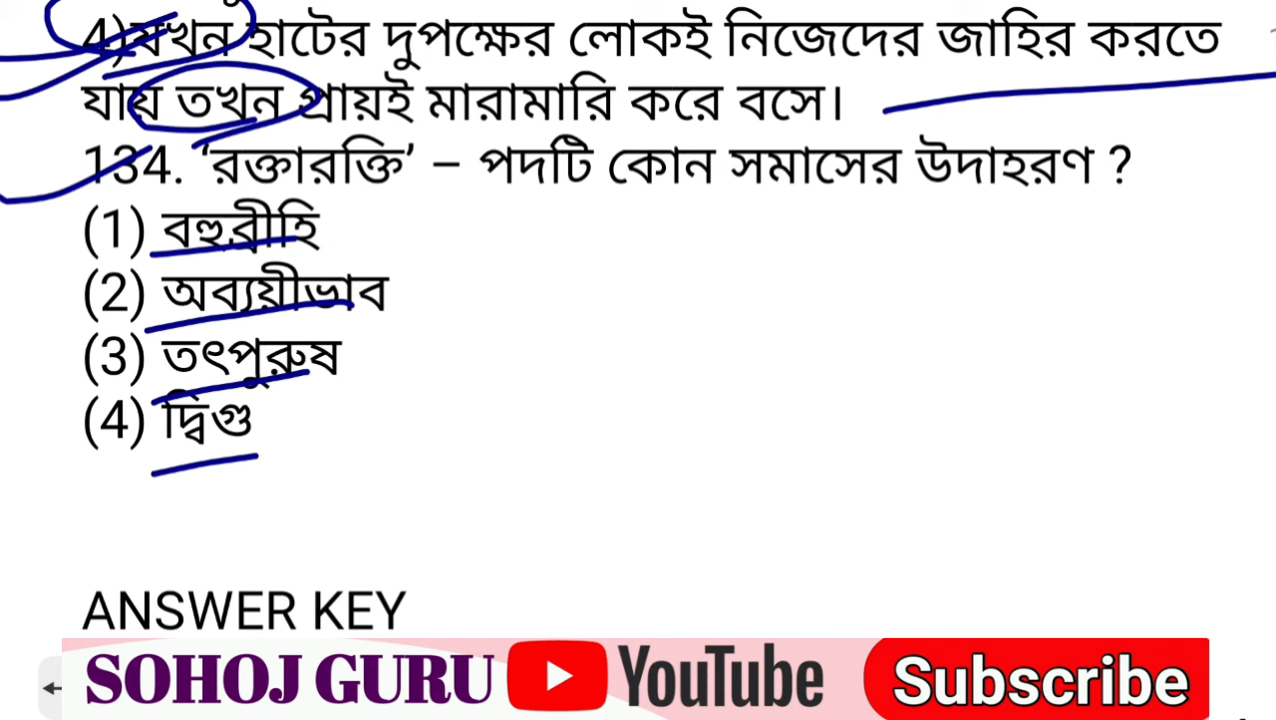 4)যখন হাটের দুপক্ষের লোকই নিজেদের জাহির করতে
যায় তখন প্রায়ই মারামারি করে বসে।
134. ‘রক্তারক্তি’ – পদটি কোন সমাসের উদাহরণ ?
(1) বহুব্রীহি
(2) অব্যয়ীভাব
(3) তৎপুরুষ
(4) দ্বিগু
ANSWER KEY
SOHOJ GURU YouTube Subscribe